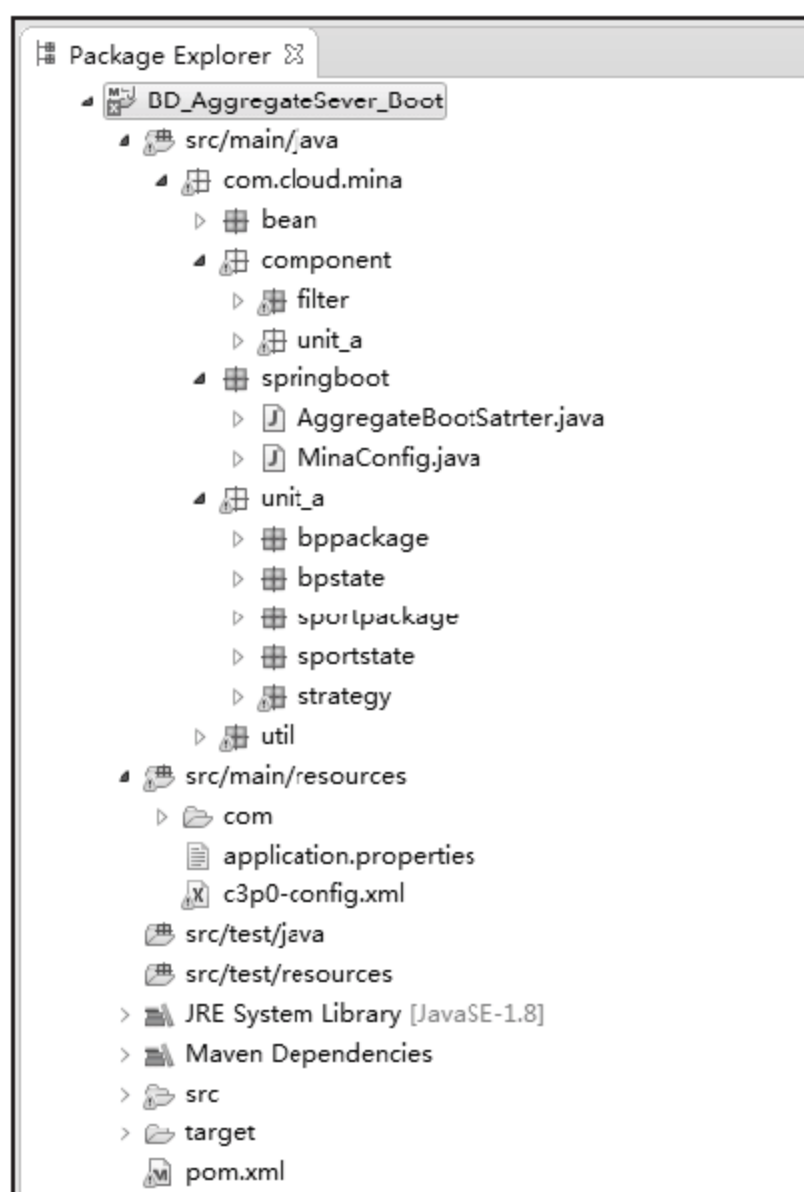 Package Explorer
BD_AggregateSever_Boot
src/main/java
com.cloud.mina
bean
component
filter
unit_a
springboot
AggregateBootSatrter.java
MinaConfig.java
unit_a
bppackage
bpstate
sportpackage
sportstate
strategy
util
src/main/resources
com
application.properties
c3p0-config.xml
src/test/java
src/test/resources
JRE System Library [JavaSE-1.8]
Maven Dependencies
src
target
pom.xml